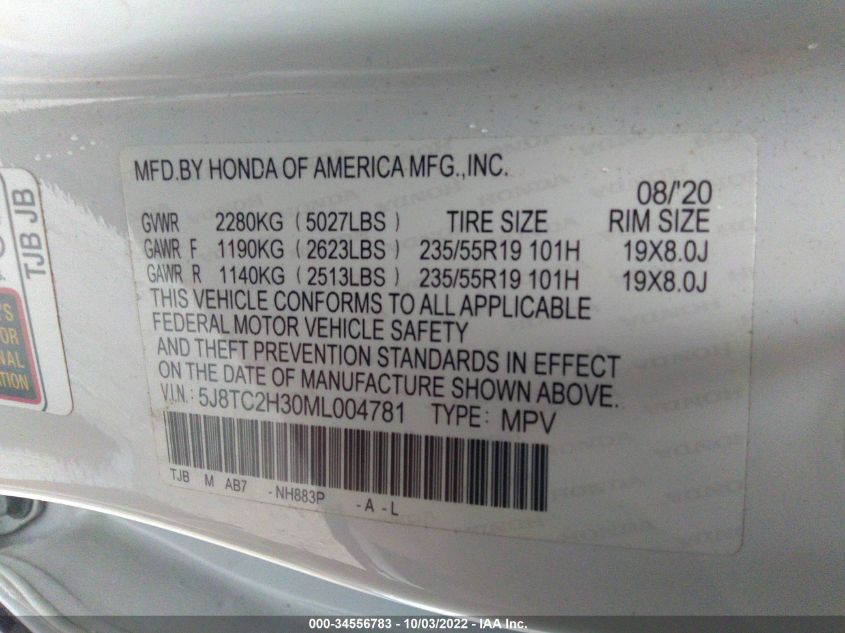 MFD.BY HONDA OF AMERICA MFG.,INC.
08/'20
GVWR 2280KG (5027LBS) TIRE SIZE RIM SIZE
GAWR F 1190KG (2623LBS) 235/55R19 101H 19X8.0J
GAWR R 1140KG (2513LBS) 235/55R19 101H 19X8.0J
THIS VEHICLE CONFORMS TO ALL APPLICABLE
FEDERAL MOTOR VEHICLE SAFETY
AND THEFT PREVENTION STANDARDS IN EFFECT
ON THE DATE OF MANUFACTURE SHOWN ABOVE.
V.I.N.: 5J8TC2H30ML004781 TYPE: MPV
TJB M AB7 -NH883P -A -L
TJB JB
000-34556783 - 10/03/2022 - IAA Inc.